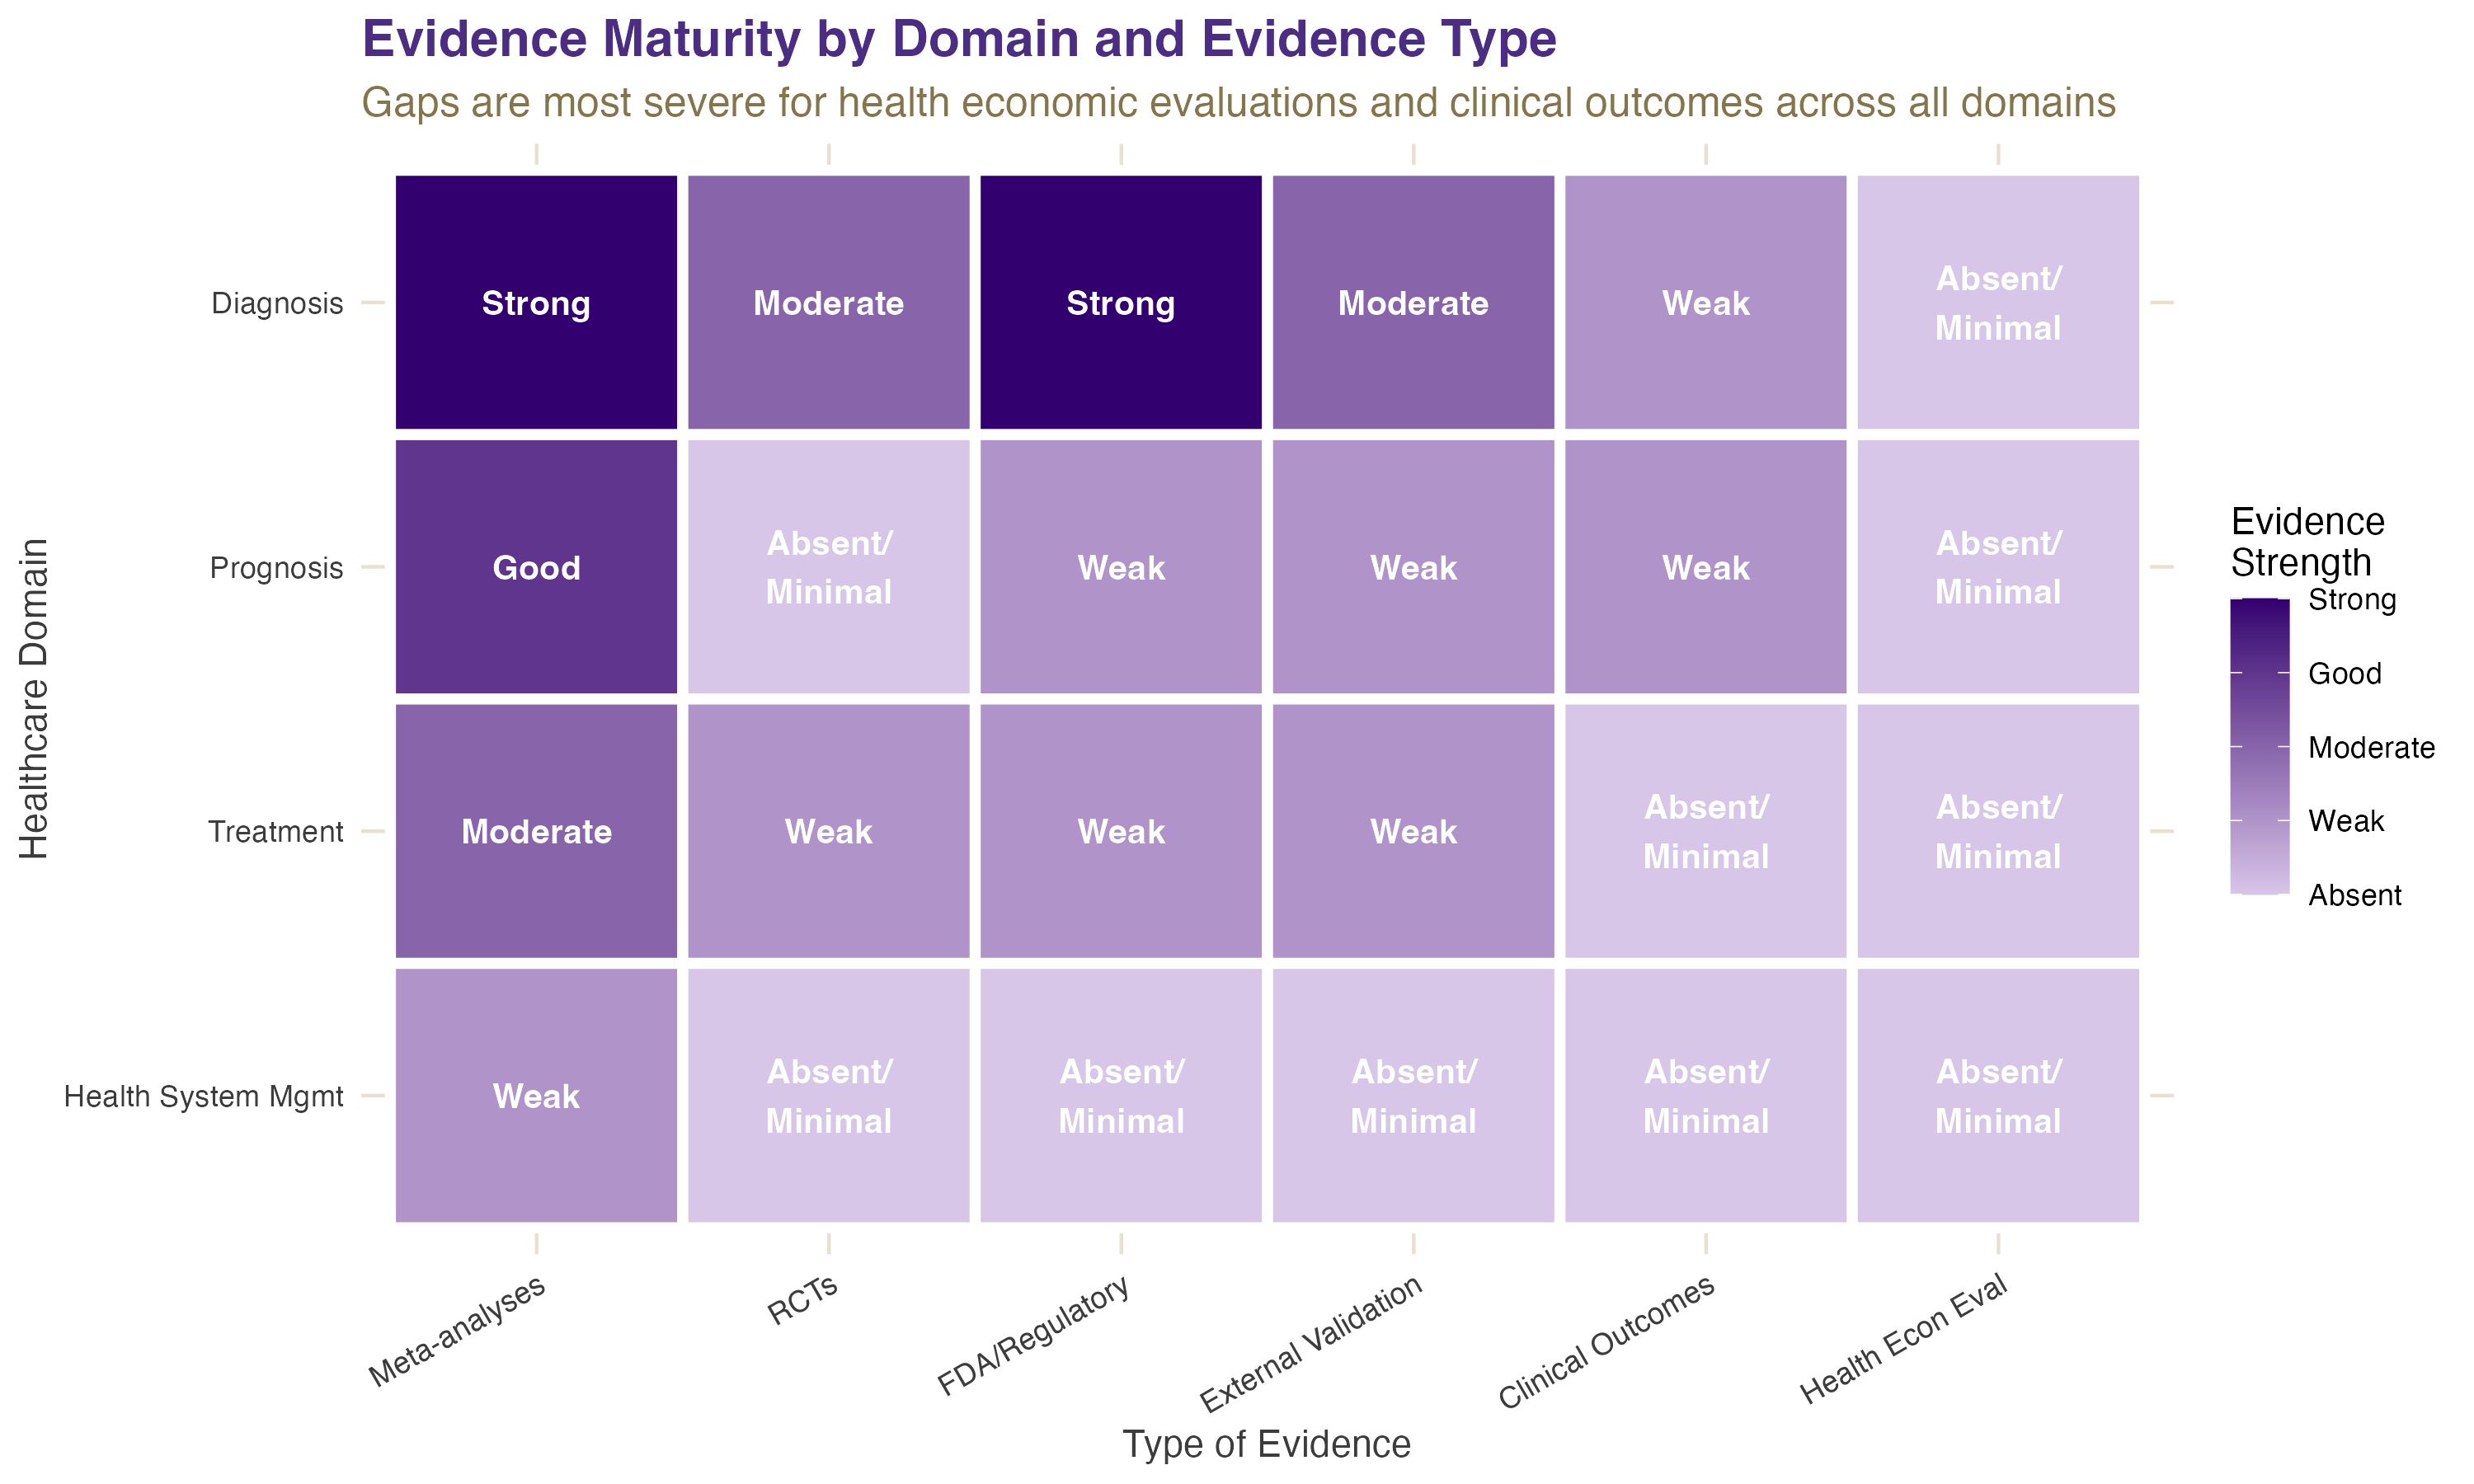 Evidence Maturity by Domain and Evidence Type
Gaps are most severe for health economic evaluations and clinical outcomes across all domains
Healthcare Domain
Diagnosis
Strong
Moderate
Strong
Moderate
Weak
Absent/
Minimal
Prognosis
Good
Absent/
Minimal
Weak
Weak
Weak
Absent/
Minimal
Treatment
Moderate
Weak
Weak
Weak
Absent/
Minimal
Absent/
Minimal
Health System Mgmt
Weak
Absent/
Minimal
Absent/
Minimal
Absent/
Minimal
Absent/
Minimal
Absent/
Minimal
Meta-analyses
RCTs
FDA/Regulatory
External Validation
Clinical Outcomes
Health Econ Eval
Type of Evidence
Evidence
Strength
Strong
Good
Moderate
Weak
Absent